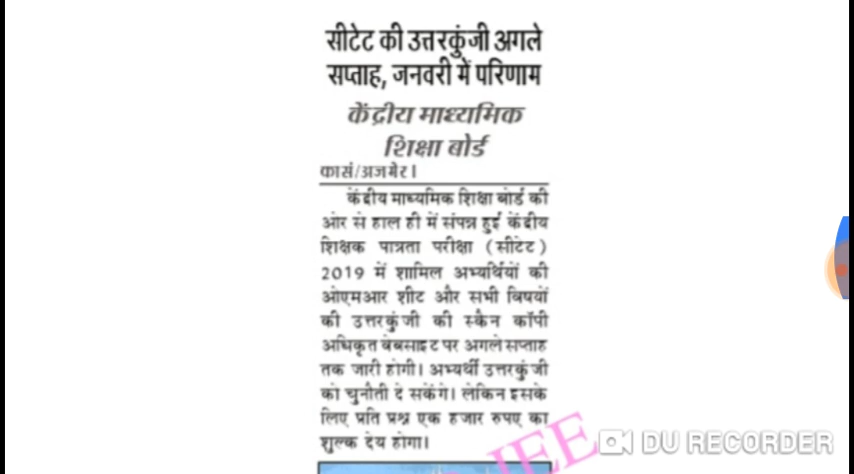 सीटेट की उत्तरकुंजी अगले
सप्ताह, जनवरी में परिणाम
केंद्रीय माध्यमिक
शिक्षा बोर्ड
कासं/अजमेर।
केंद्रीय माध्यमिक शिक्षा बोर्ड की
ओर से हाल ही में संपन्न हुई केंद्रीय
शिक्षक पात्रता परीक्षा (सीटेट)
2019 में शामिल अभ्यर्थियों की
ओएमआर शीट और सभी विषयों
की उत्तरकुंजी की स्कैन कॉपी
अधिकृत वेबसाइट पर अगले सप्ताह
तक जारी होगी। अभ्यर्थी उत्तरकुंजी
को चुनौती दे सकेंगे। लेकिन इसके
लिए प्रति प्रश्न एक हजार रुपए का
शुल्क देय होगा।
DU RECORDER